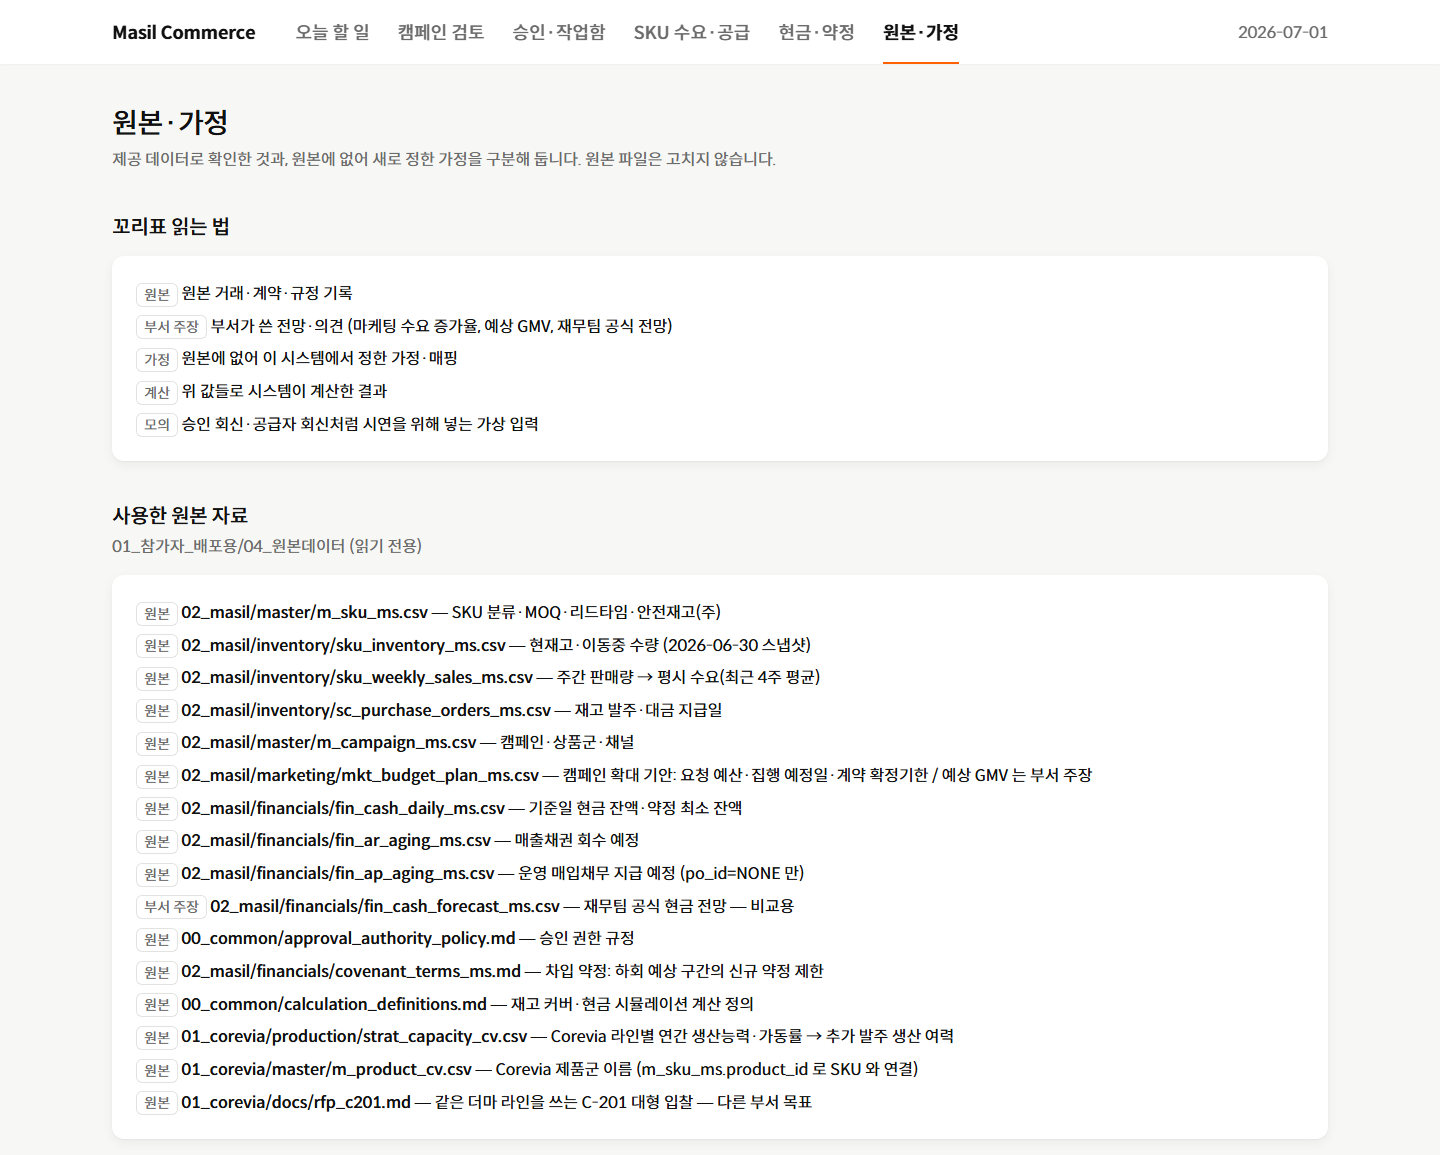 Masil Commerce 오늘 할 일 캠페인 검토 승인·작업함 SKU 수요·공급 현금·약정 원본·가정 2026-07-01
원본·가정
제공 데이터로 확인한 것과, 원본에 없어 새로 정한 가정을 구분해 둡니다. 원본 파일은 고치지 않습니다.
꼬리표 읽는 법
원본 원본 거래·계약·규정 기록
부서 주장 부서가 쓴 전망·의견 (마케팅 수요 증가율, 예상 GMV, 재무팀 공식 전망)
가정 원본에 없어 이 시스템에서 정한 가정·매핑
계산 위 값들로 시스템이 계산한 결과
모의 승인 회신·공급자 회신처럼 시연을 위해 넣는 가상 입력
사용한 원본 자료
01_참가자_배포용/04_원본데이터 (읽기 전용)
원본 02_masil/master/m_sku_ms.csv — SKU 분류·MOQ·리드타임·안전재고(주)
원본 02_masil/inventory/sku_inventory_ms.csv — 현재고·이동중 수량 (2026-06-30 스냅샷)
원본 02_masil/inventory/sku_weekly_sales_ms.csv — 주간 판매량 → 평시 수요(최근 4주 평균)
원본 02_masil/inventory/sc_purchase_orders_ms.csv — 재고 발주·대금 지급일
원본 02_masil/master/m_campaign_ms.csv — 캠페인·상품군·채널
원본 02_masil/marketing/mkt_budget_plan_ms.csv — 캠페인 확대 기안: 요청 예산·집행 예정일·계약 확정기한 / 예상 GMV 는 부서 주장
원본 02_masil/financials/fin_cash_daily_ms.csv — 기준일 현금 잔액·약정 최소 잔액
원본 02_masil/financials/fin_ar_aging_ms.csv — 매출채권 회수 예정
원본 02_masil/financials/fin_ap_aging_ms.csv — 운영 매입채무 지급 예정 (po_id=NONE 만)
부서 주장 02_masil/financials/fin_cash_forecast_ms.csv — 재무팀 공식 현금 전망 — 비교용
원본 00_common/approval_authority_policy.md — 승인 권한 규정
원본 02_masil/financials/covenant_terms_ms.md — 차입 약정: 하회 예상 구간의 신규 약정 제한
원본 00_common/calculation_definitions.md — 재고 커버·현금 시뮬레이션 계산 정의
원본 01_corevia/production/strat_capacity_cv.csv — Corevia 라인별 연간 생산능력·가동률 → 추가 발주 생산 여력
원본 01_corevia/master/m_product_cv.csv — Corevia 제품군 이름 (m_sku_ms.product_id 로 SKU 와 연결)
원본 01_corevia/docs/rfp_c201.md — 같은 더마 라인을 쓰는 C-201 대형 입찰 — 다른 부서 목표